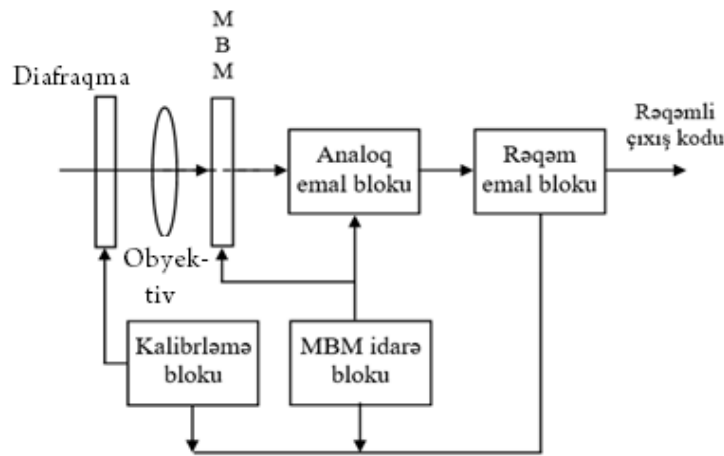 M
B
M
Diafraqma
Rəqəmli
çıxış kodu
Analoq
emal bloku
Rəqəm
emal bloku
Obyek-
tiv
Kalibrləmə
bloku
MBM idarə
bloku